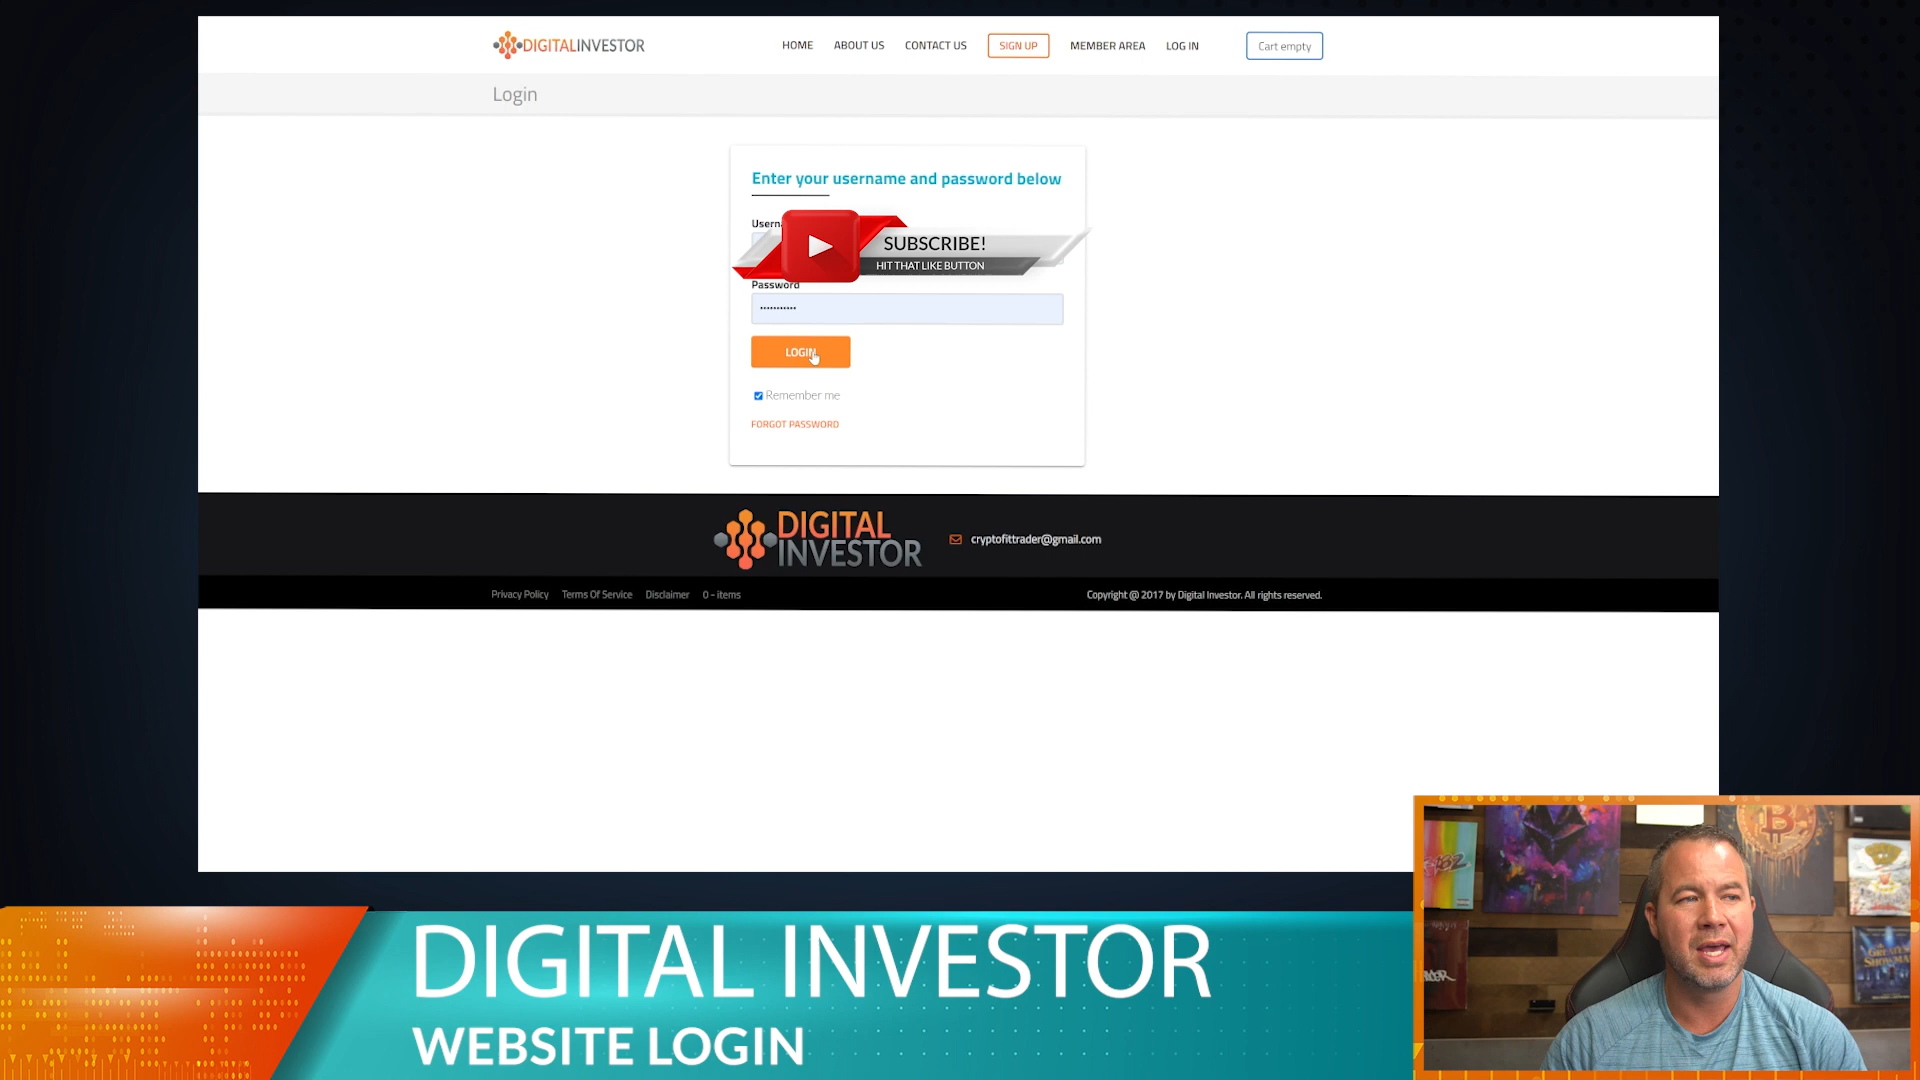 DIGITALINVESTOR
HOME ABOUT US CONTACT US SIGN UP MEMBER AREA LOG IN Cart empty
Login
Enter your username and password below
SUBSCRIBE!
HIT THAT LIKE BUTTON
Password
LOGIN
Remember me
FORGOT PASSWORD
DIGITAL
INVESTOR
cryptofittrader@gmail.com
Privacy Policy Terms Of Service Disclaimer 0 - items
Copyright @ 2017 by Digital Investor. All rights reserved.
DIGITAL INVESTOR
WEBSITE LOGIN